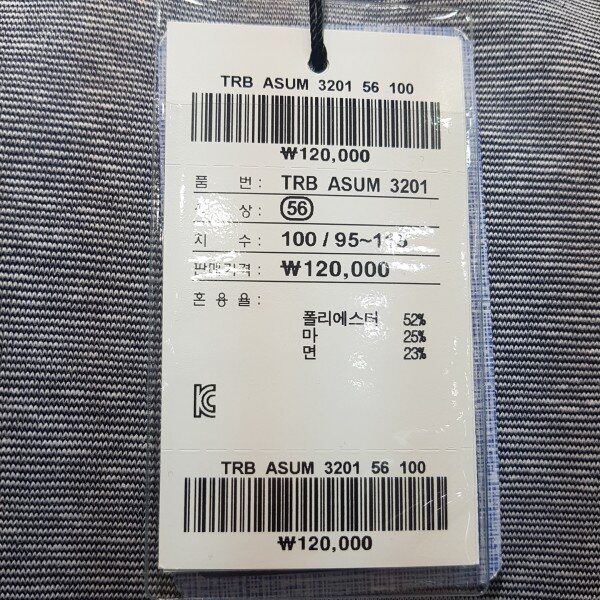 TRB ASUM 3201 56 100
₩120,000
품 번 : TRB ASUM 3201
상 : 56
치 수 : 100 / 95~110
판매가격 : ₩120,000
혼 용 율 :
폴리에스터 52%
마 25%
면 23%
KC
TRB ASUM 3201 56 100
₩120,000